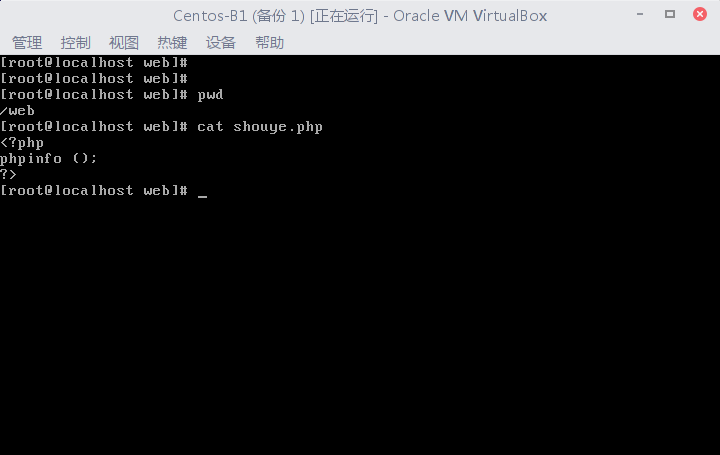 Centos-B1 (备份 1) [正在运行] - Oracle VM VirtualBox
管理 控制 视图 热键 设备 帮助
[root@localhost web]#
[root@localhost web]#
[root@localhost web]# pwd
/web
[root@localhost web]# cat shouye.php
<?php
phpinfo ();
?>
[root@localhost web]# _